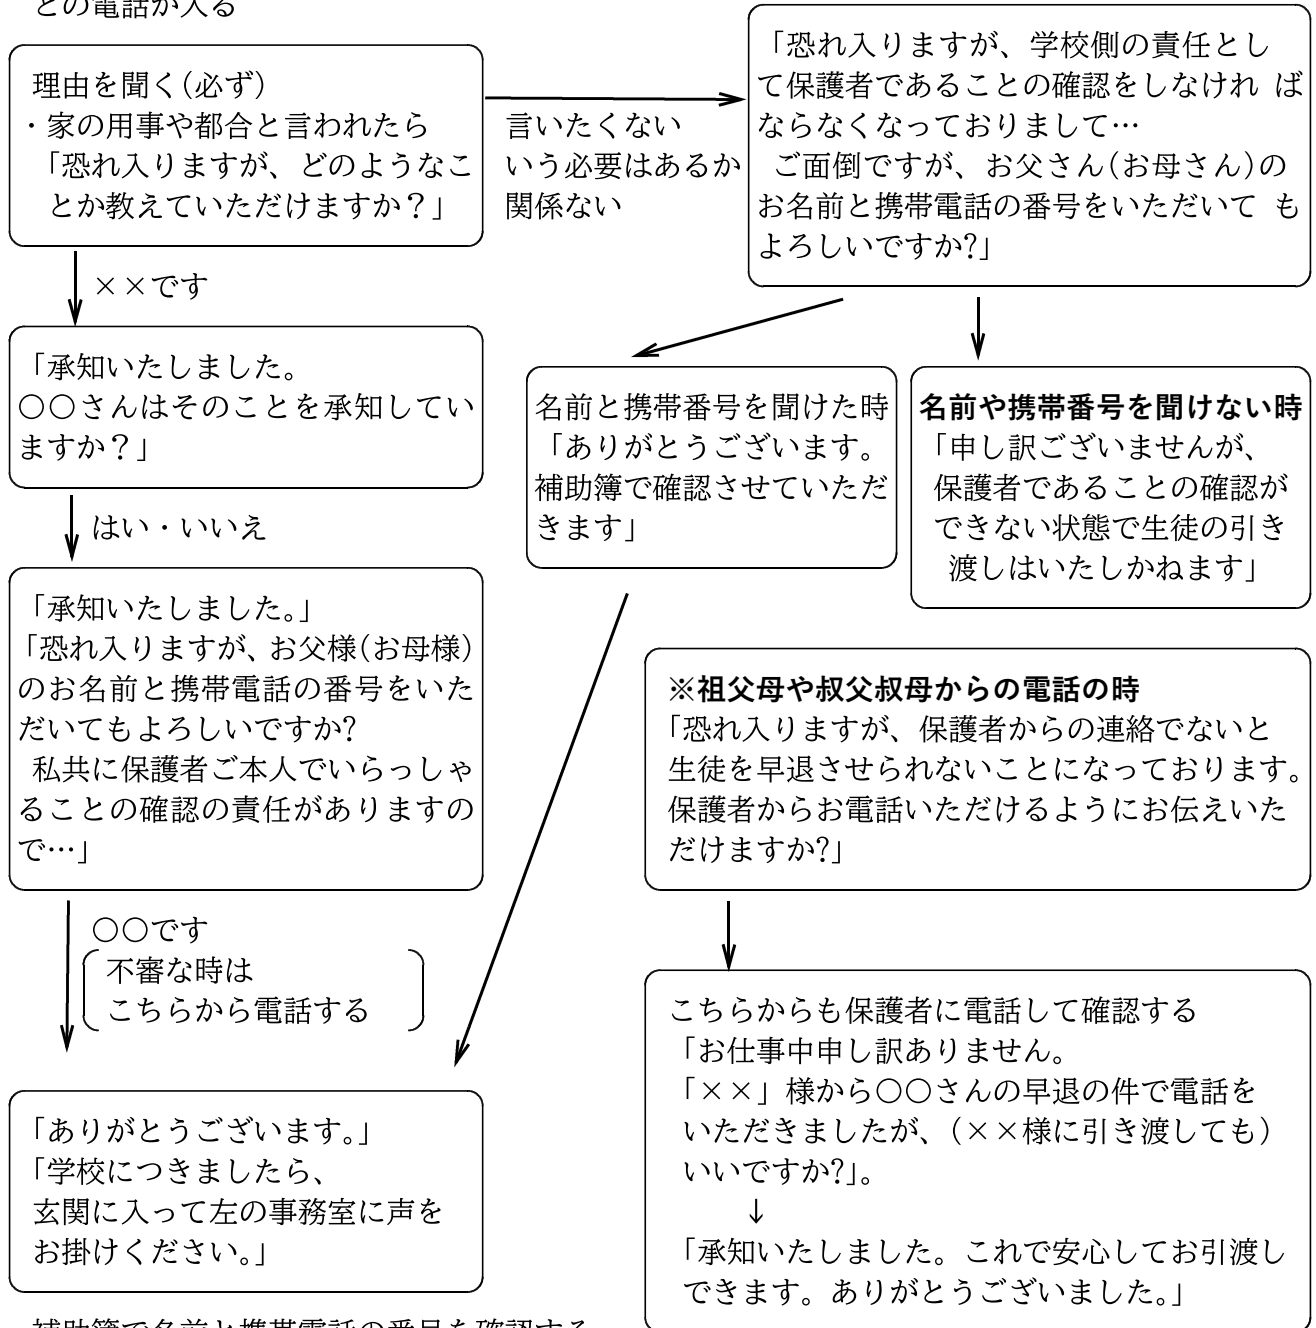 との電話が入る
理由を聞く(必ず)
・家の用事や都合と言われたら
「恐れ入りますが、どのようなこ
とか教えていただけますか？」
言いたくない
いう必要はあるか
関係ない
「恐れ入りますが、学校側の責任とし
て保護者であることの確認をしなけれ ば
ならなくなっておりまして…
ご面倒ですが、お父さん(お母さん)の
お名前と携帯電話の番号をいただいて も
よろしいですか?」
××です
「承知いたしました。
○○さんはそのことを承知してい
ますか？」
はい・いいえ
名前と携帯番号を聞けた時
「ありがとうございます。
補助簿で確認させていただ
きます」
名前や携帯番号を聞けない時
「申し訳ございませんが、
保護者であることの確認が
できない状態で生徒の引き
渡しはいたしかねます」
「承知いたしました。」
「恐れ入りますが、お父様(お母様)
のお名前と携帯電話の番号をいた
だいてもよろしいですか?
私共に保護者ご本人でいらっしゃ
ることの確認の責任がありますの
で…」
○○です
不審な時は
こちらから電話する
「ありがとうございます。」
「学校につきましたら、
玄関に入って左の事務室に声を
お掛けください。」
※祖父母や叔父叔母からの電話の時
「恐れ入りますが、保護者からの連絡でないと
生徒を早退させられないことになっております。
保護者からお電話いただけるようにお伝えいた
だけますか?」
こちらからも保護者に電話して確認する
「お仕事中申し訳ありません。
「××」様から○○さんの早退の件で電話を
いただきましたが、(××様に引き渡しても)
いいですか?」。
↓
「承知いたしました。これで安心してお引渡し
できます。ありがとうございました。」
補助簿で名前と携帯電話の番号を確認する